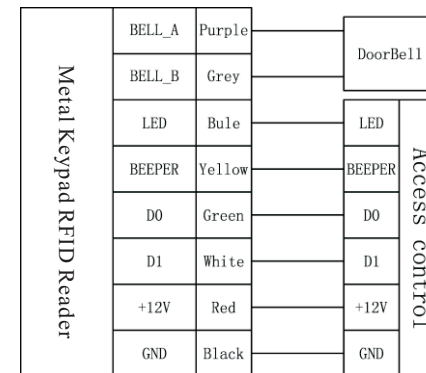 Metal Keypad RFID Reader
BELL_A Purple
DoorBell
BELL_B Grey
LED Bule LED
BEEPER Yellow BEEPER
D0 Green D0
D1 White D1
+12V Red +12V
GND Black GND
Access control